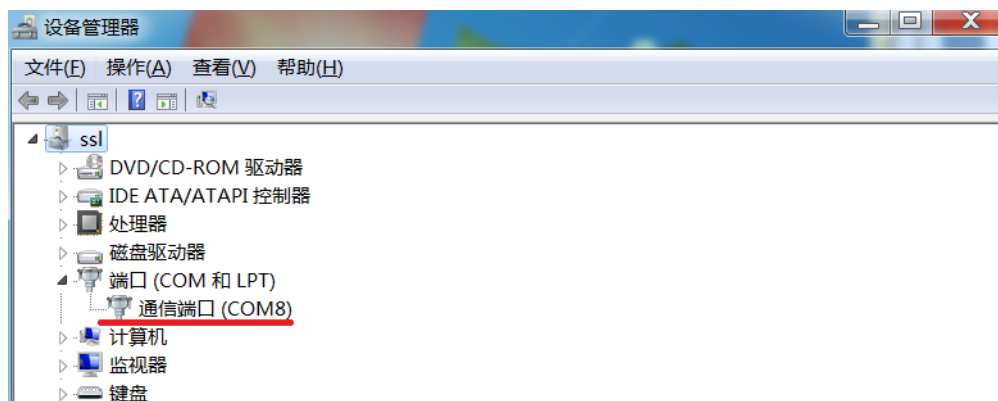 设备管理器
文件(F) 操作(A) 查看(V) 帮助(H)
ssl
DVD/CD-ROM 驱动器
IDE ATA/ATAPI 控制器
处理器
磁盘驱动器
端口 (COM 和 LPT)
通信端口 (COM8)
计算机
监视器
键盘